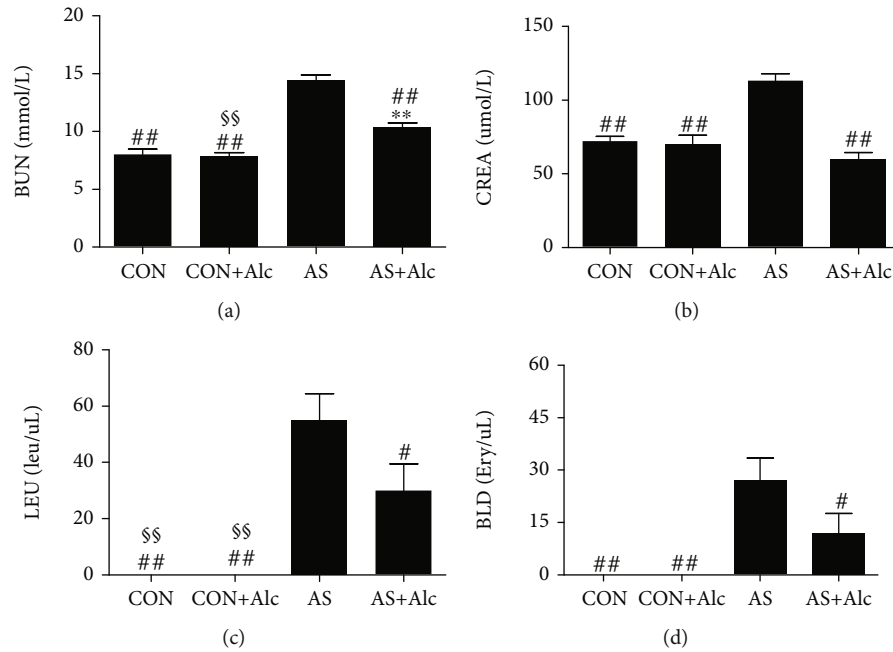 20
15
10
5
0
BUN (mmol/L)
##
§§
##
##
**
CON CON+Alc AS AS+Alc
(a)
150
100
50
0
CREA (umol/L)
##
##
##
CON CON+Alc AS AS+Alc
(b)
80
60
40
20
0
LEU (leu/uL)
§§
##
§§
##
#
CON CON+Alc AS AS+Alc
(c)
60
45
30
15
0
BLD (Ery/uL)
##
##
#
CON CON+Alc AS AS+Alc
(d)